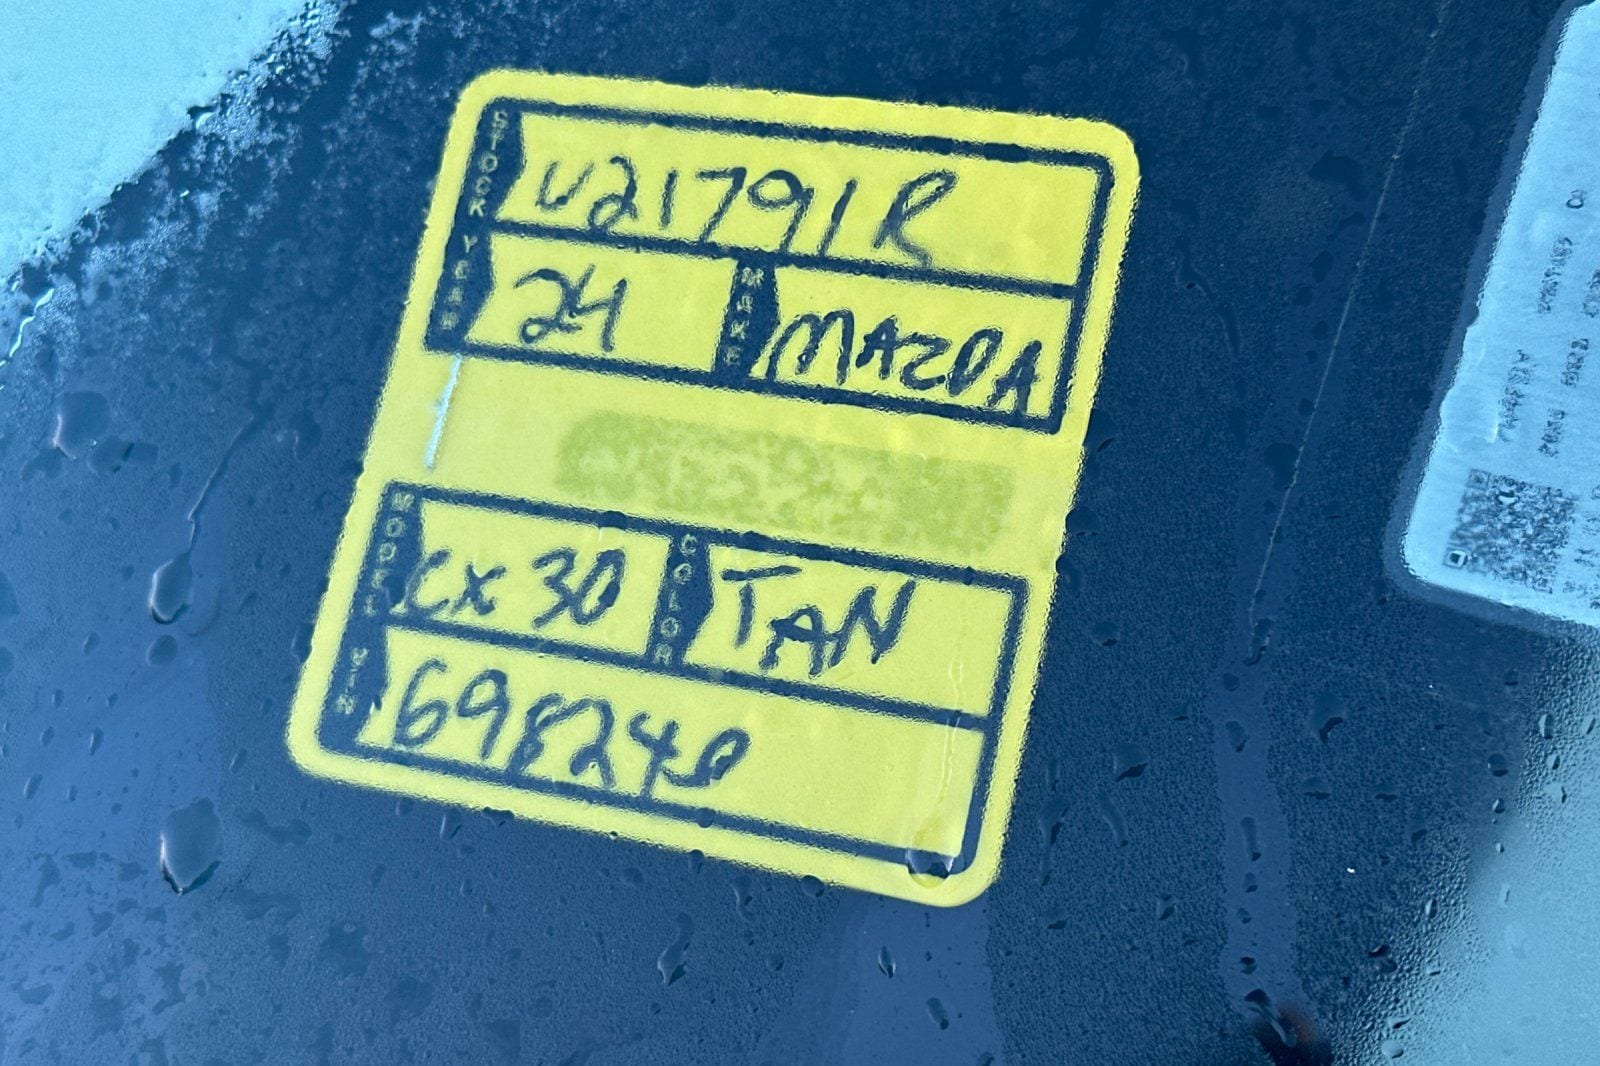 STOCK U21791R
YEAR 24 MAKE MAZDA
MODEL CX 30 COLOR TAN
VIN 698240